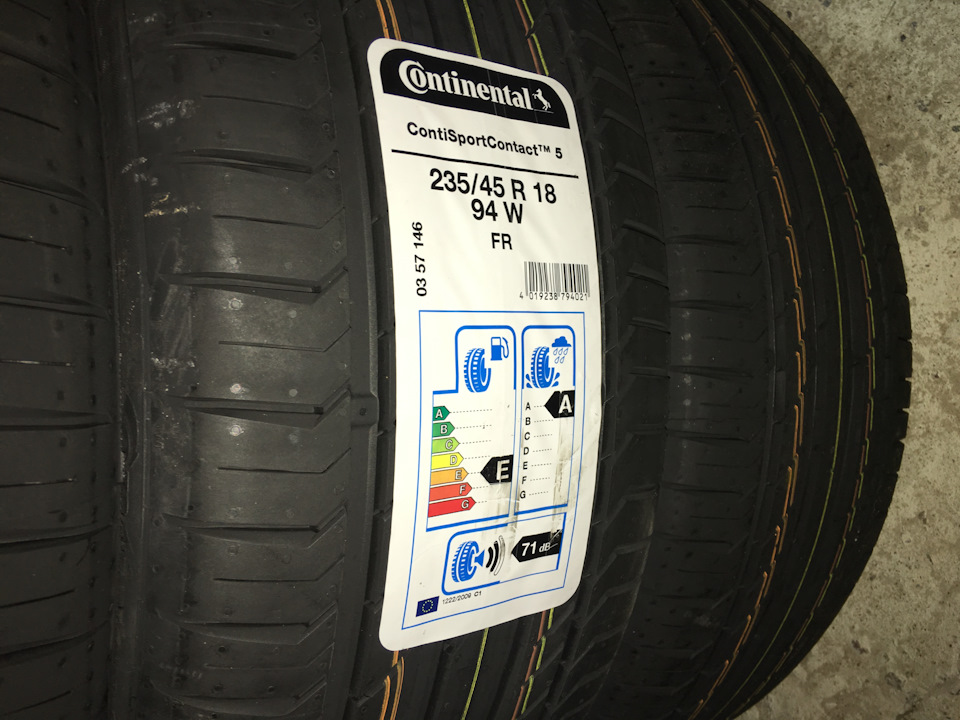 Continental
ContiSportContact™ 5
235/45 R 18
94 W
FR
03 57 146
4 019238 794021
A
B
C
D
E
F
G
E
A
B
C
D
E
F
G
A
71 dB
1222/2009 C1